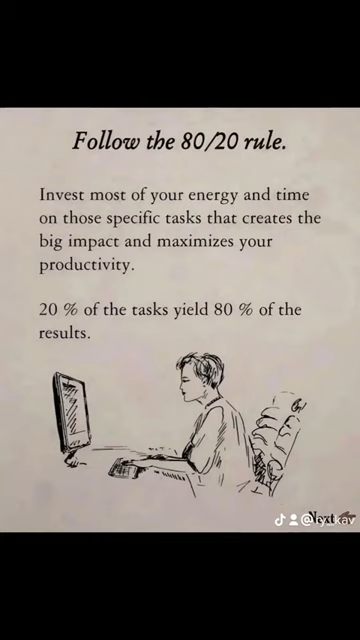 Follow the 80/20 rule.
Invest most of your energy and time
on those specific tasks that creates the
big impact and maximizes your
productivity.
20 % of the tasks yield 80 % of the
results.
Next